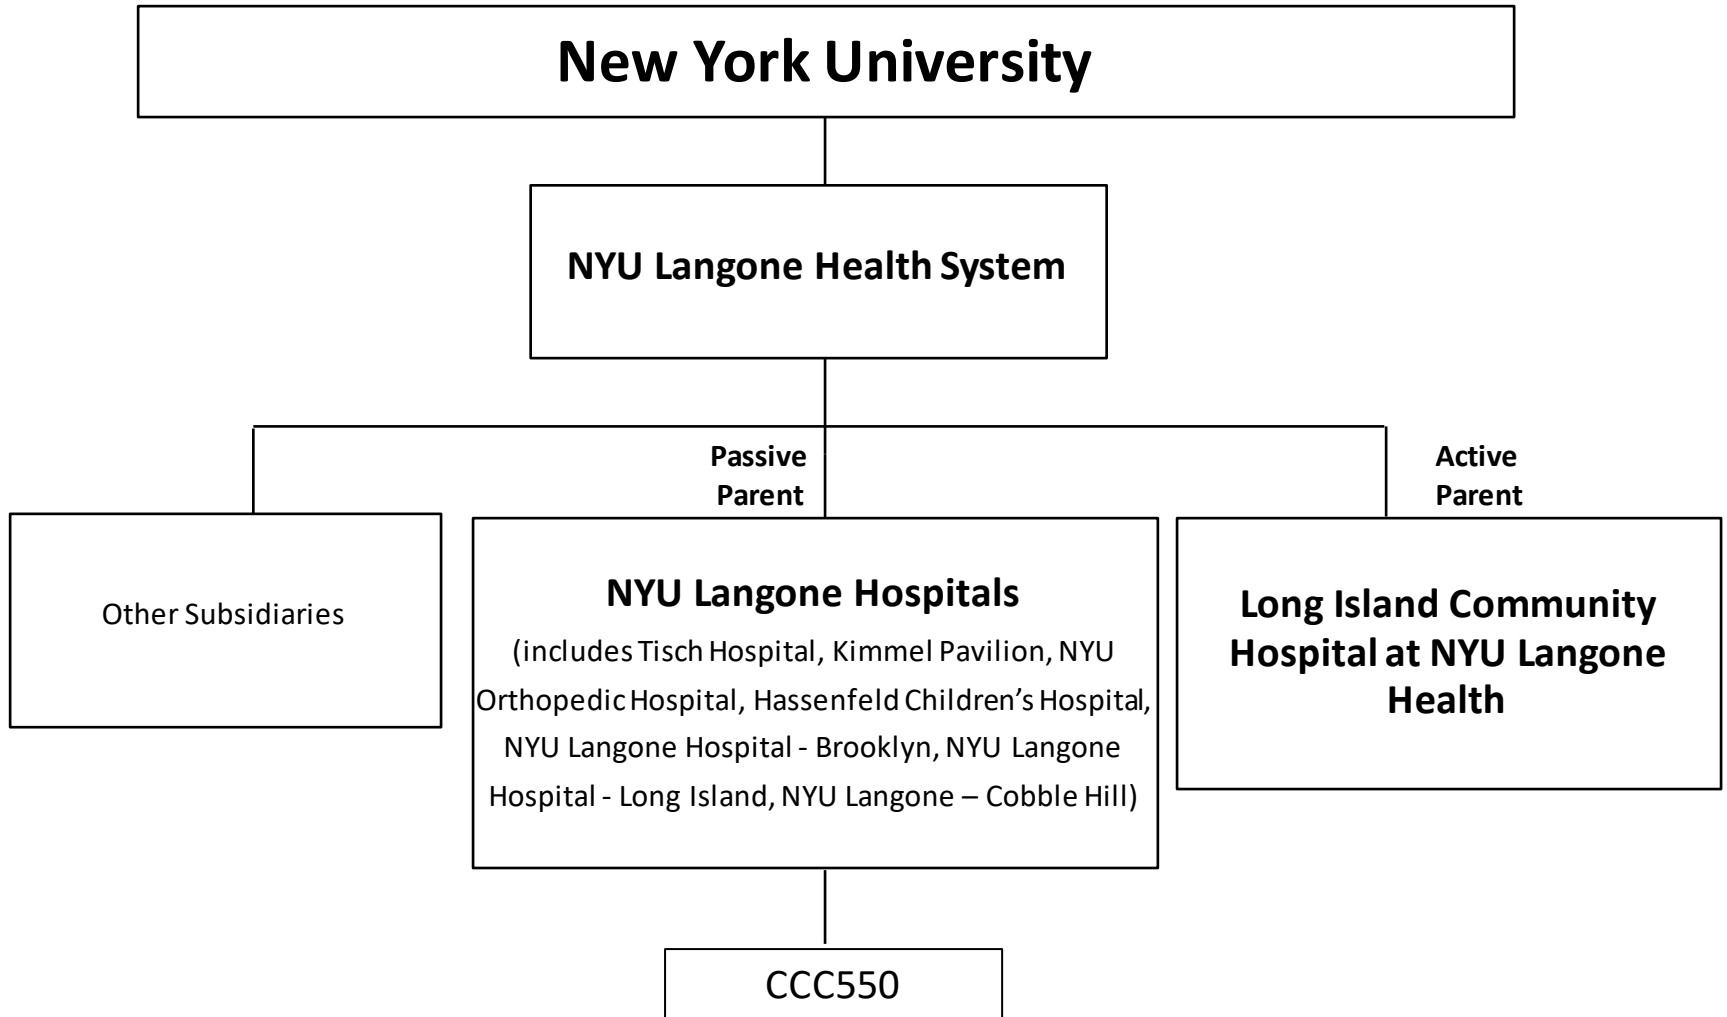 New York University
NYU Langone Health System
Passive
Parent
Active
Parent
Other Subsidiaries
NYU Langone Hospitals
(includes Tisch Hospital, Kimmel Pavilion, NYU
Orthopedic Hospital, Hassenfeld Children’s Hospital,
NYU Langone Hospital - Brooklyn, NYU Langone
Hospital - Long Island, NYU Langone – Cobble Hill)
Long Island Community
Hospital at NYU Langone
Health
CCC550